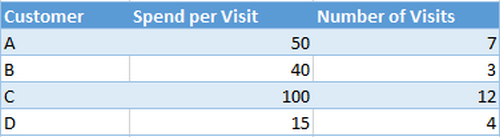 Customer Spend per Visit Number of Visits
A 50 7
B 40 3
C 100 12
D 15 4